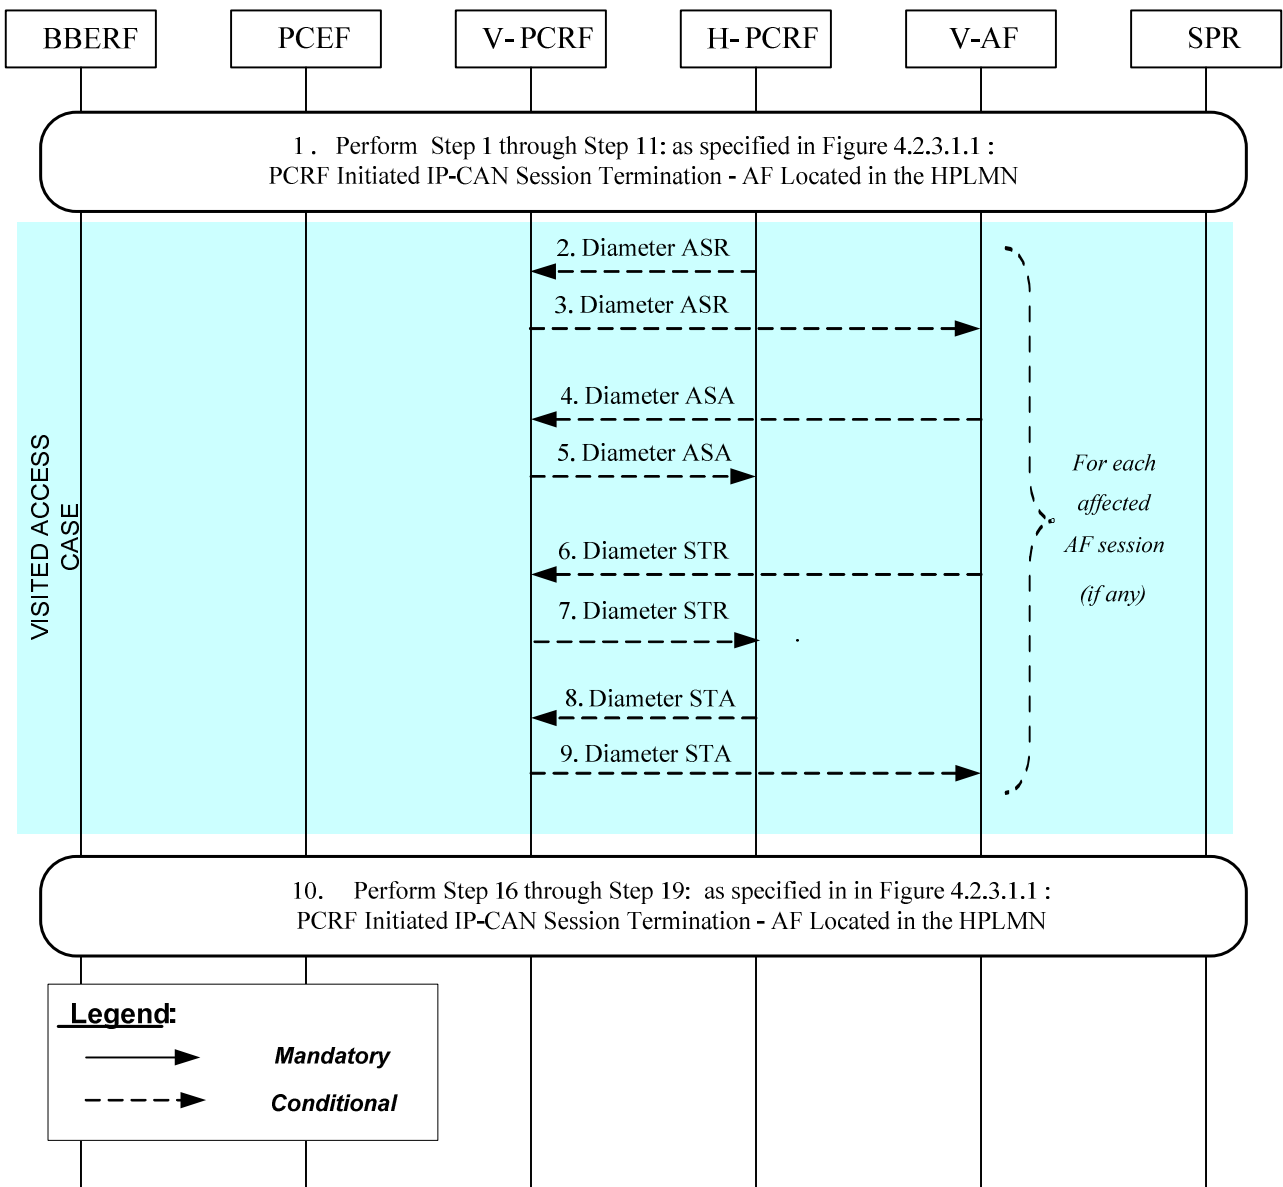 BBERF
PCEF
V-PCRF
H-PCRF
V-AF
SPR
1. Perform Step 1 through Step 11: as specified in Figure 4.2.3.1.1 :
PCRF Initiated IP-CAN Session Termination - AF Located in the HPLMN
VISITED ACCESS
CASE
2. Diameter ASR
3. Diameter ASR
4. Diameter ASA
5. Diameter ASA
6. Diameter STR
7. Diameter STR
8. Diameter STA
9. Diameter STA
For each
affected
AF session
(if any)
10. Perform Step 16 through Step 19: as specified in in Figure 4.2.3.1.1 :
PCRF Initiated IP-CAN Session Termination - AF Located in the HPLMN
Legend:
Mandatory
Conditional